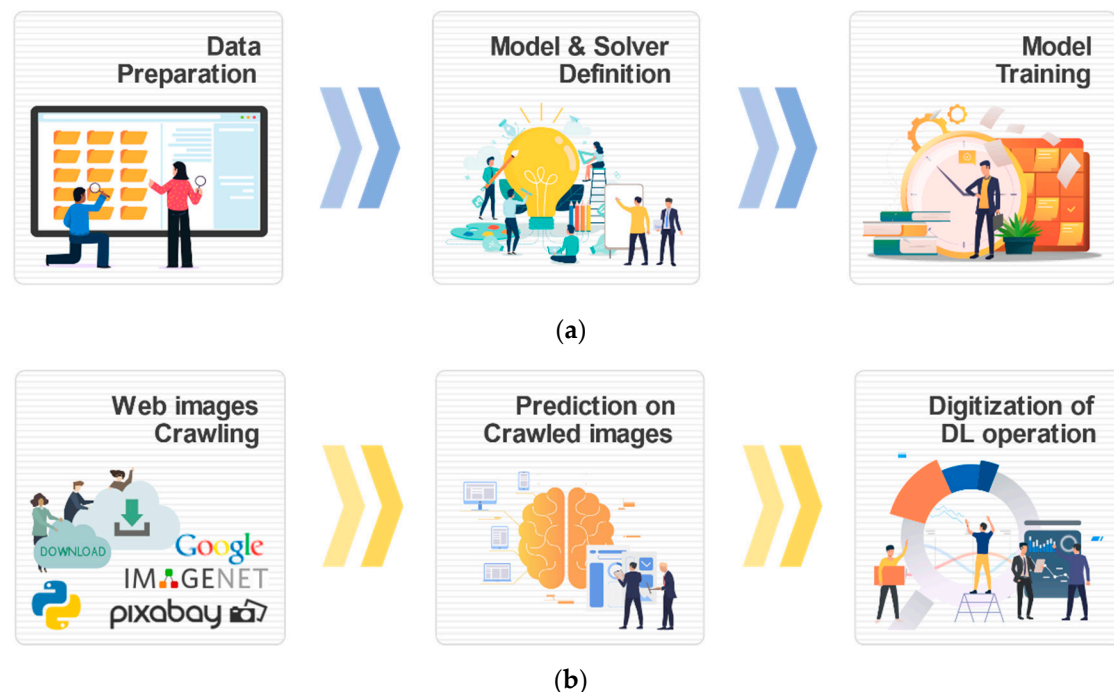 Data
Preparation
Model & Solver
Definition
Model
Training
(a)
Web images
Crawling
DOWNLOAD
Google
IMAGENET
pixabay
Prediction on
Crawled images
Digitization of
DL operation
(b)